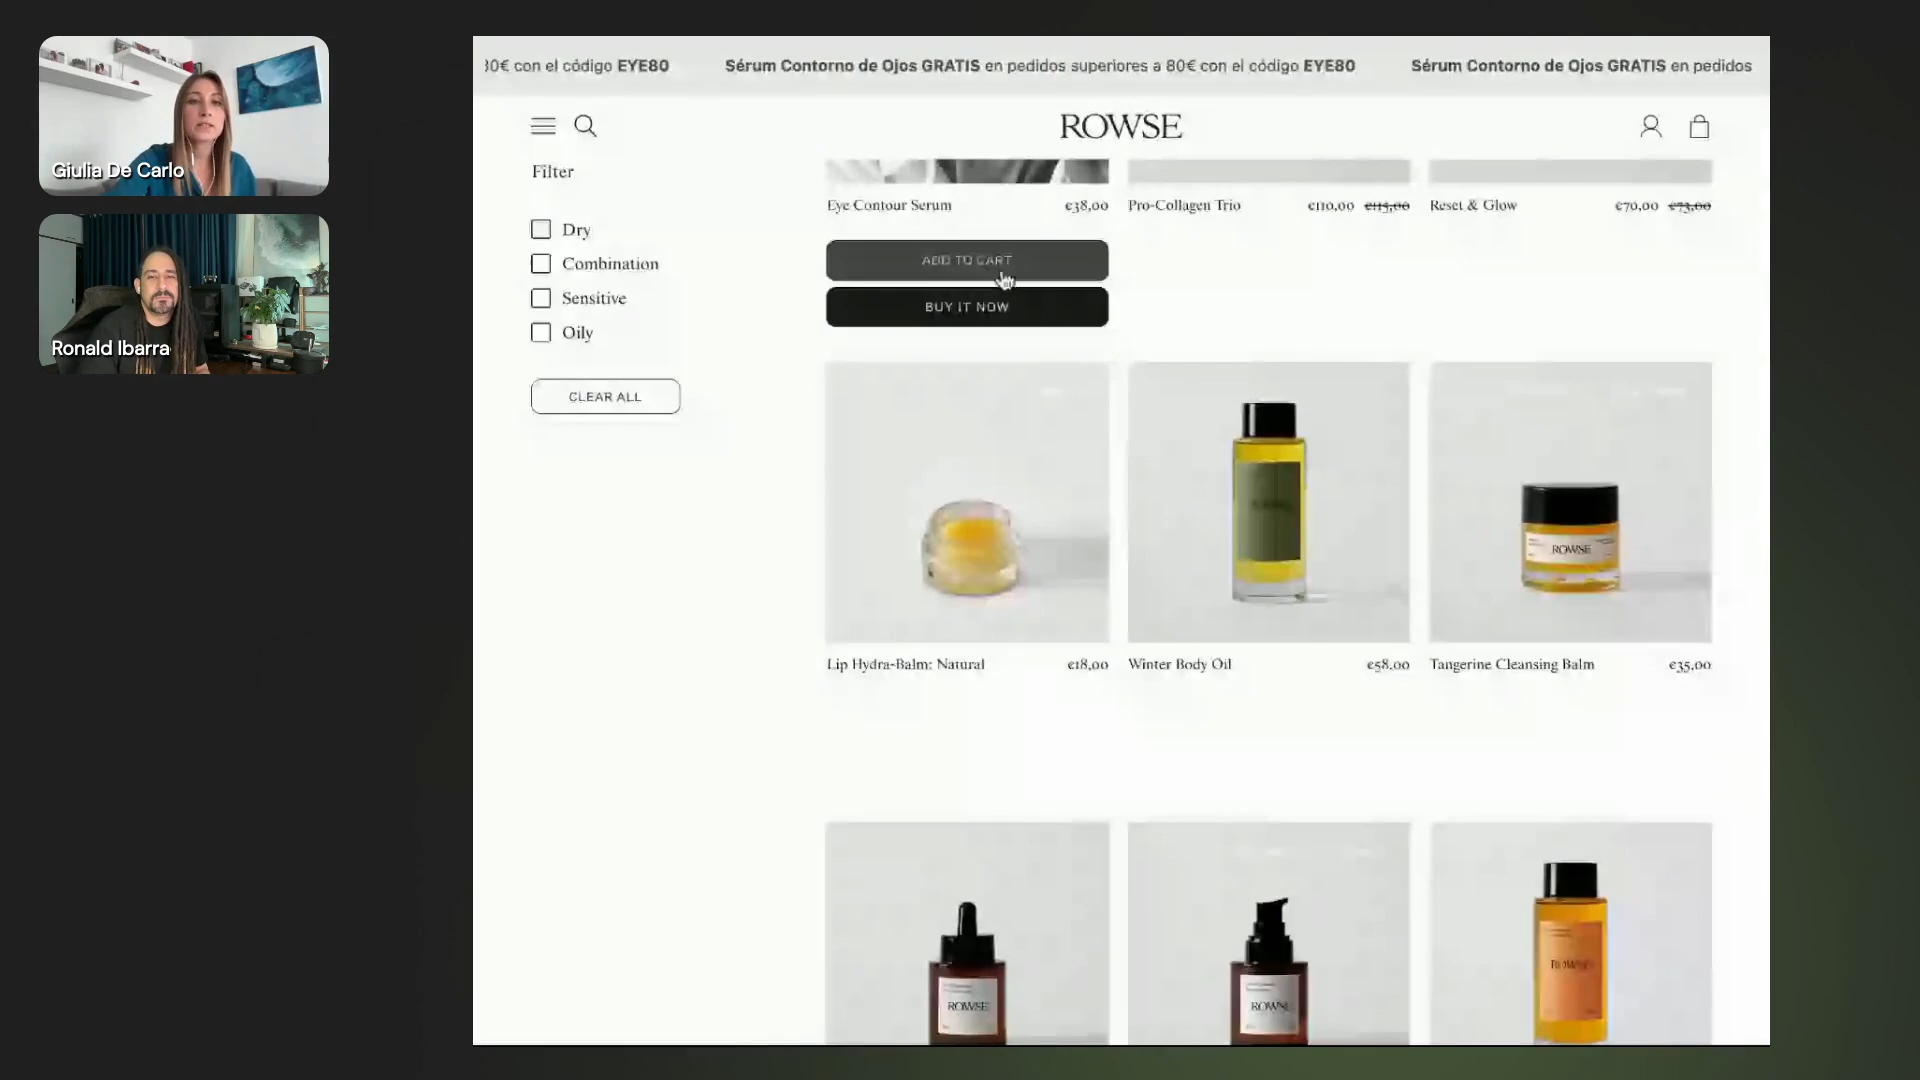 Giulia De Carlo
Ronald Ibarra
80€ con el código EYE80 Sérum Contorno de Ojos GRATIS en pedidos superiores a 80€ con el código EYE80 Sérum Contorno de Ojos GRATIS en pedidos
ROWSE
Filter
Dry
Combination
Sensitive
Oily
CLEAR ALL
Eye Contour Serum €38,00
Pro-Collagen Trio €110,00 €115,00
Reset & Glow €70,00 €73,00
ADD TO CART
BUY IT NOW
ROWSE
Lip Hydra-Balm: Natural €18,00
Winter Body Oil €58,00
Tangerine Cleansing Balm €35,00
ROWSE
ROWSE